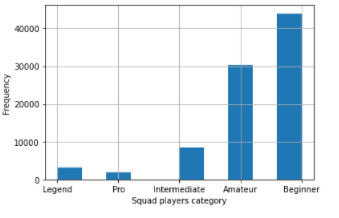 40000
30000
20000
10000
0
Frequency
Legend Pro Intermediate Amateur Beginner
Squad players category